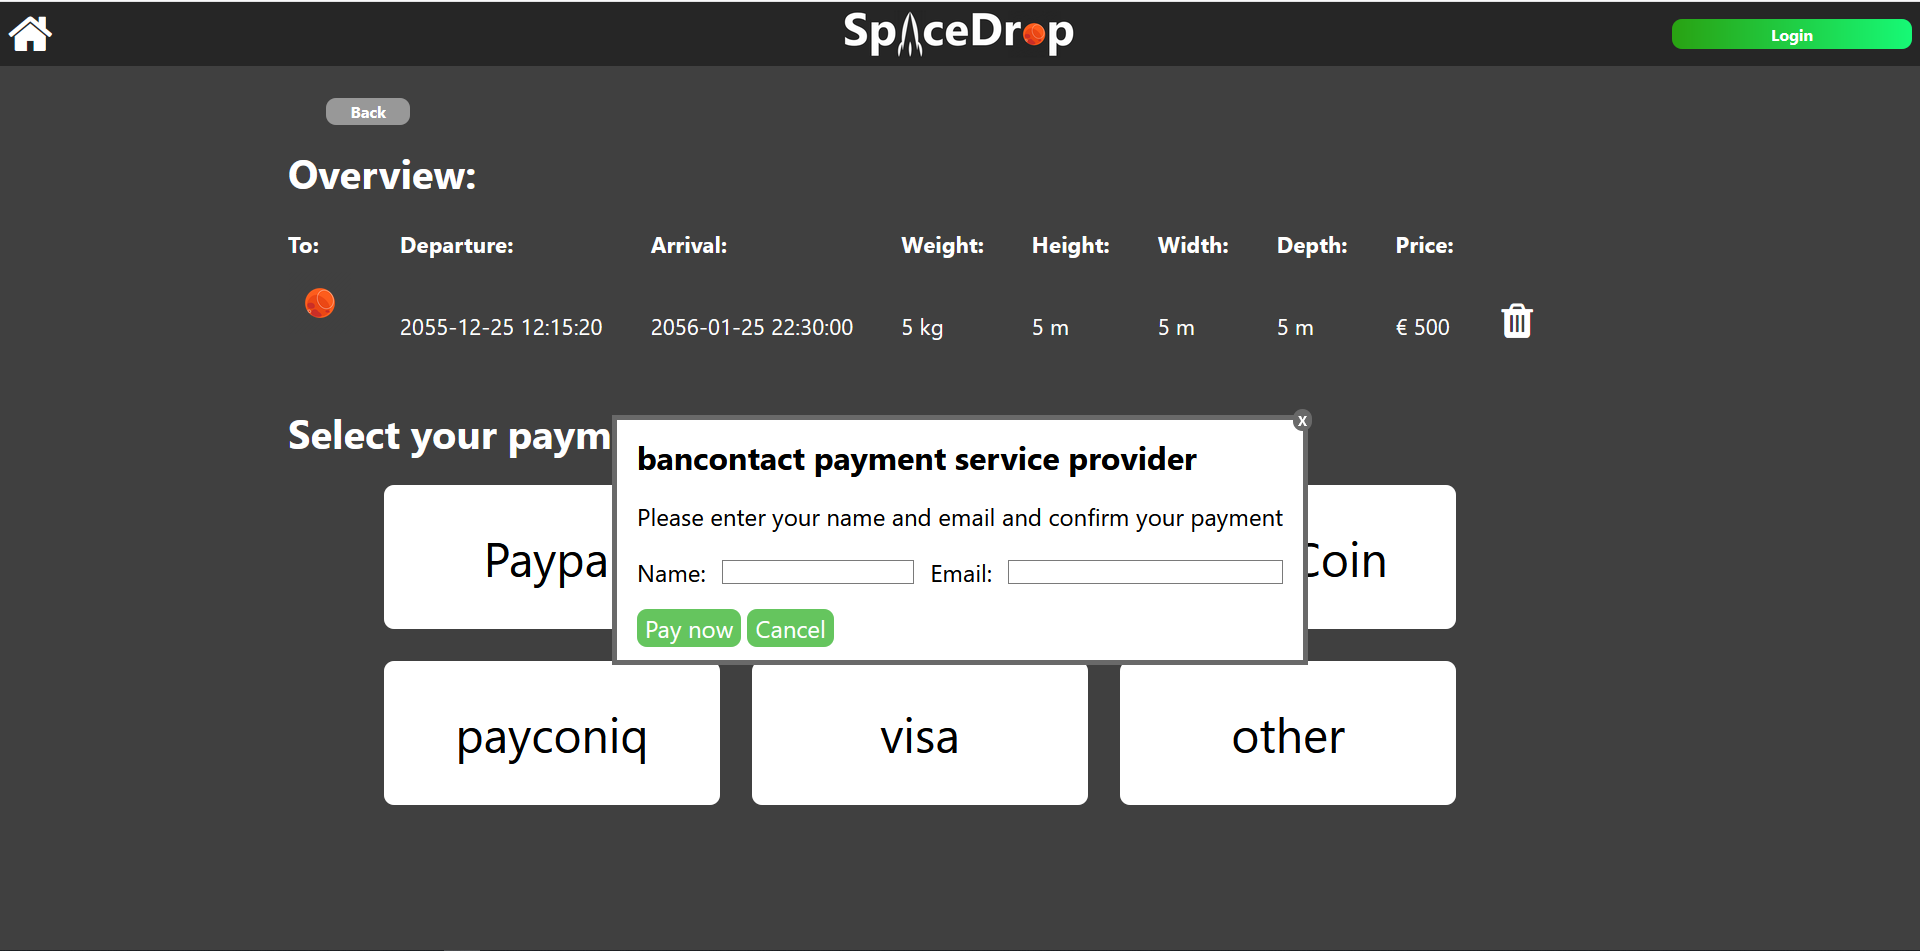 SpaceDrop
Login
Back
Overview:
To: Departure: Arrival: Weight: Height: Width: Depth: Price:
2055-12-25 12:15:20 2056-01-25 22:30:00 5 kg 5 m 5 m 5 m € 500
Select your paym
x
bancontact payment service provider
Please enter your name and email and confirm your payment
Name: Email:
Pay now Cancel
Paypa Coin
payconiq visa other